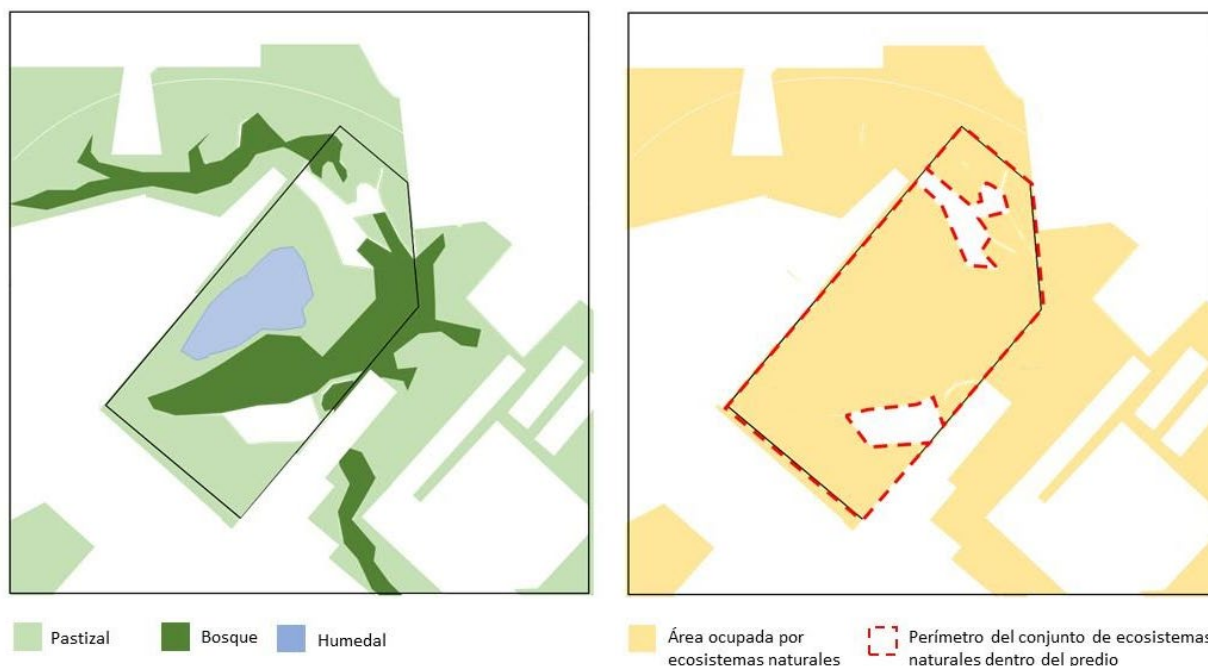 Pastizal
Bosque
Humedal
Área ocupada por
ecosistemas naturales
Perímetro del conjunto de ecosistemas
naturales dentro del predio